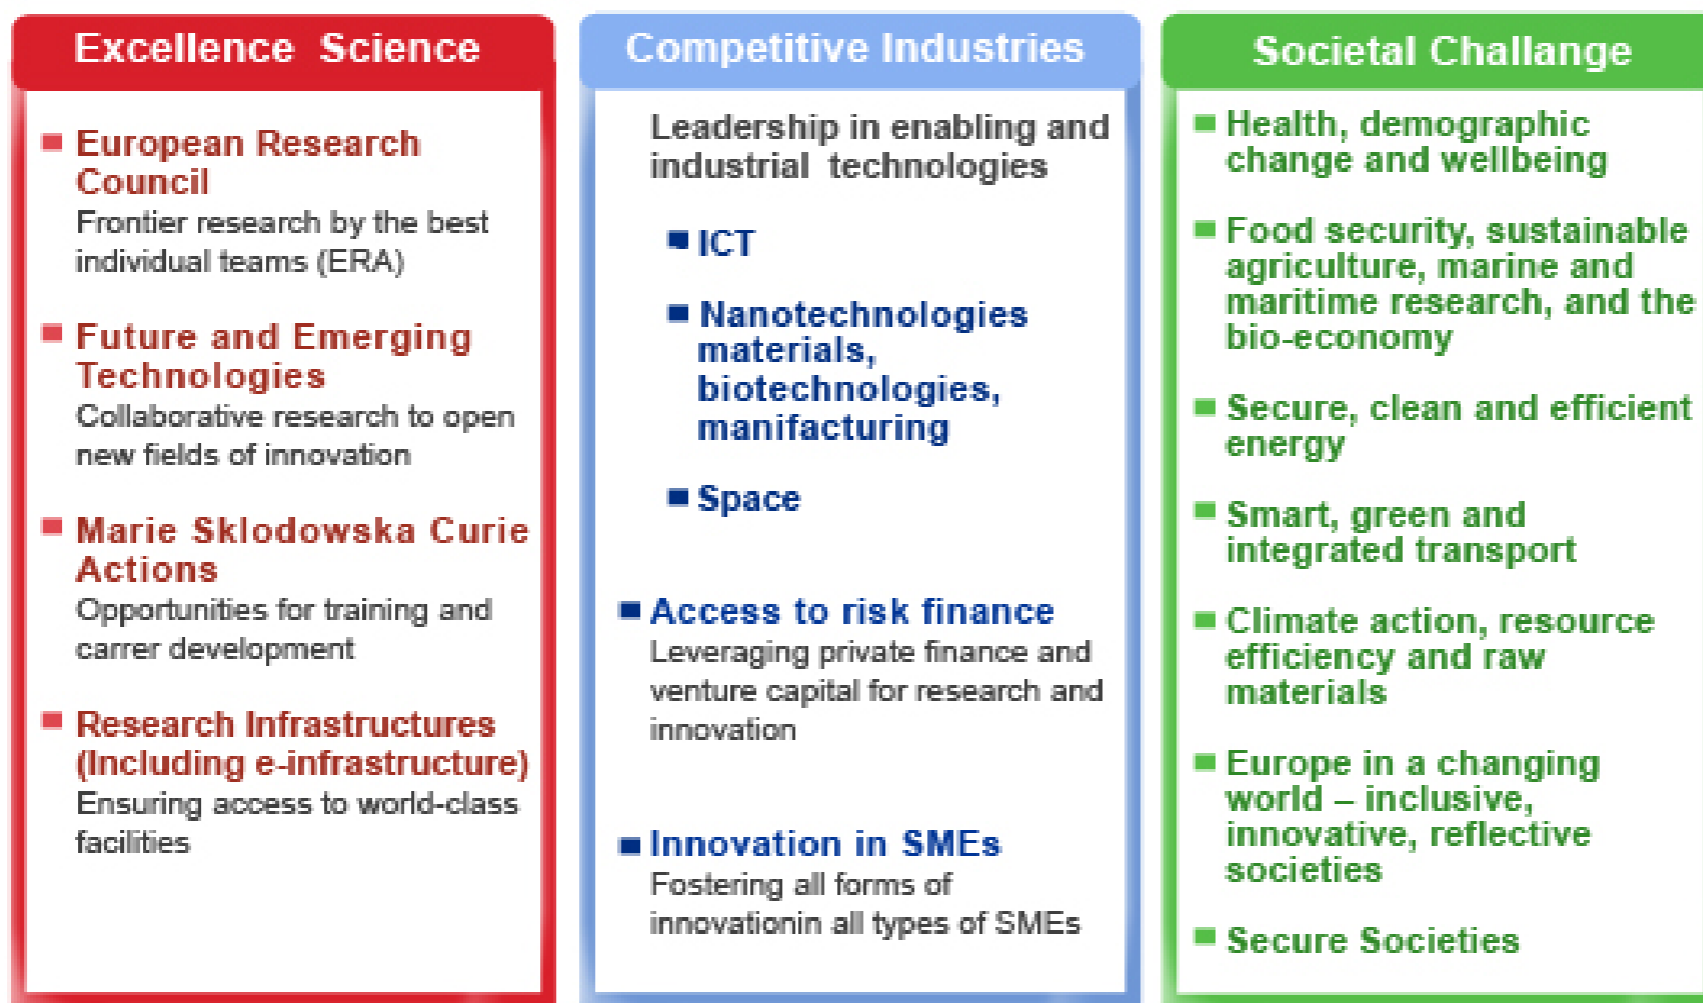 Excellence Science
European Research
Council
Frontier research by the best
individual teams (ERA)
Future and Emerging
Technologies
Collaborative research to open
new fields of innovation
Marie Sklodowska Curie
Actions
Opportunities for training and
carrer development
Research Infrastructures
(Including e-infrastructure)
Ensuring access to world-class
facilities
Competitive Industries
Leadership in enabling and
industrial technologies
ICT
Nanotechnologies
materials,
biotechnologies,
manifacturing
Space
Access to risk finance
Leveraging private finance and
venture capital for research and
innovation
Innovation in SMEs
Fostering all forms of
innovationin all types of SMEs
Societal Challange
Health, demographic
change and wellbeing
Food security, sustainable
agriculture, marine and
maritime research, and the
bio-economy
Secure, clean and efficient
energy
Smart, green and
integrated transport
Climate action, resource
efficiency and raw
materials
Europe in a changing
world – inclusive,
innovative, reflective
societies
Secure Societies